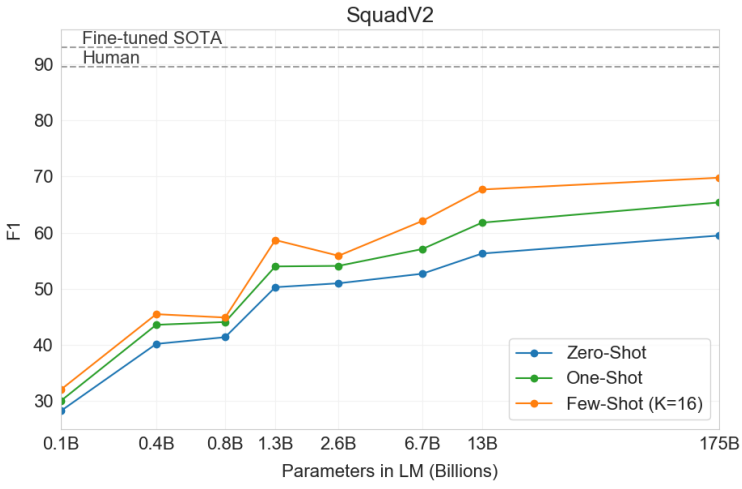 SquadV2
Fine-tuned SOTA
Human
90
80
70
60
50
40
30
F1
0.1B 0.4B 0.8B 1.3B 2.6B 6.7B 13B 175B
Parameters in LM (Billions)
Zero-Shot
One-Shot
Few-Shot (K=16)